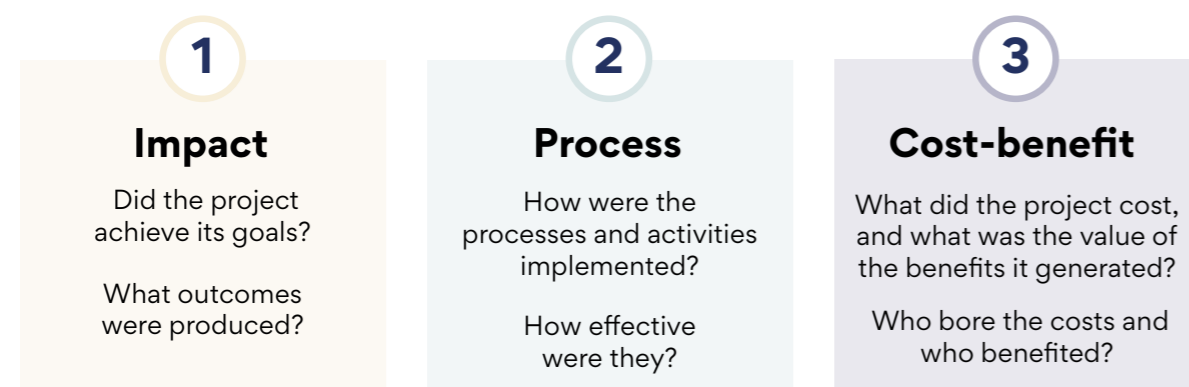 1
Impact
Did the project
achieve its goals?
What outcomes
were produced?
2
Process
How were the
processes and activities
implemented?
How effective
were they?
3
Cost-benefit
What did the project cost,
and what was the value of
the benefits it generated?
Who bore the costs and
who benefited?